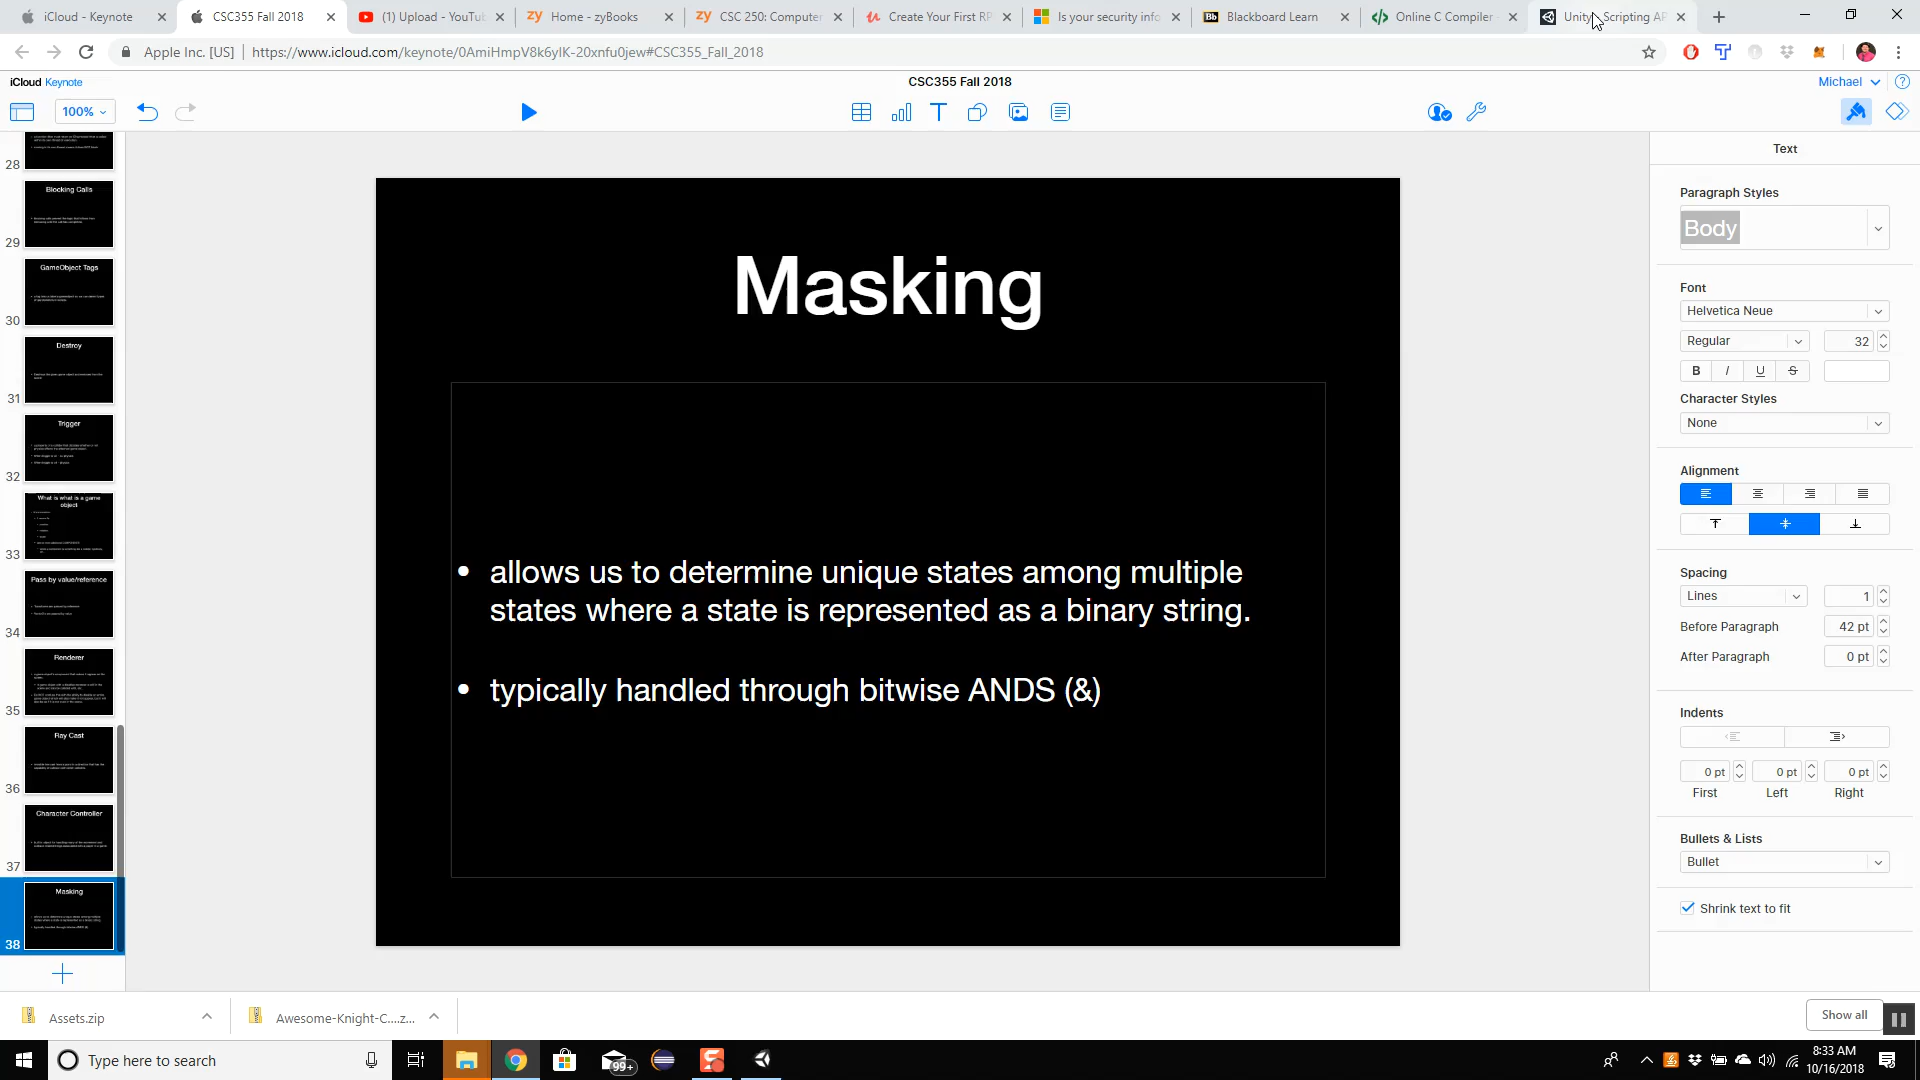 iCloud - Keynote
CSC355 Fall 2018
(1) Upload - YouTub
Home - zyBooks
CSC 250: Computer
Create Your First RP
Is your security info
Blackboard Learn
Online C Compiler
Unity Scripting AP
Apple Inc. [US]
https://www.icloud.com/keynote/0AmiHmpV8k6yIK-20xnfu0jew#CSC355_Fall_2018
iCloud Keynote
CSC355 Fall 2018
Michael
100%
28
Blocking Calls
29
GameObject Tags
30
Destroy
31
Trigger
32
What is what is a game
object
33
Pass by value/reference
34
Renderer
35
Ray Cast
36
Character Controller
37
Masking
38
Masking
• allows us to determine unique states among multiple
states where a state is represented as a binary string.
• typically handled through bitwise ANDS (&)
Text
Paragraph Styles
Body
Font
Helvetica Neue
Regular
32
B I U S
Character Styles
None
Alignment
Spacing
Lines
1
Before Paragraph
42 pt
After Paragraph
0 pt
Indents
0 pt
0 pt
0 pt
First
Left
Right
Bullets & Lists
Bullet
Shrink text to fit
Assets.zip
Awesome-Knight-C....z...
Show all
Type here to search
99+
8:33 AM
10/16/2018